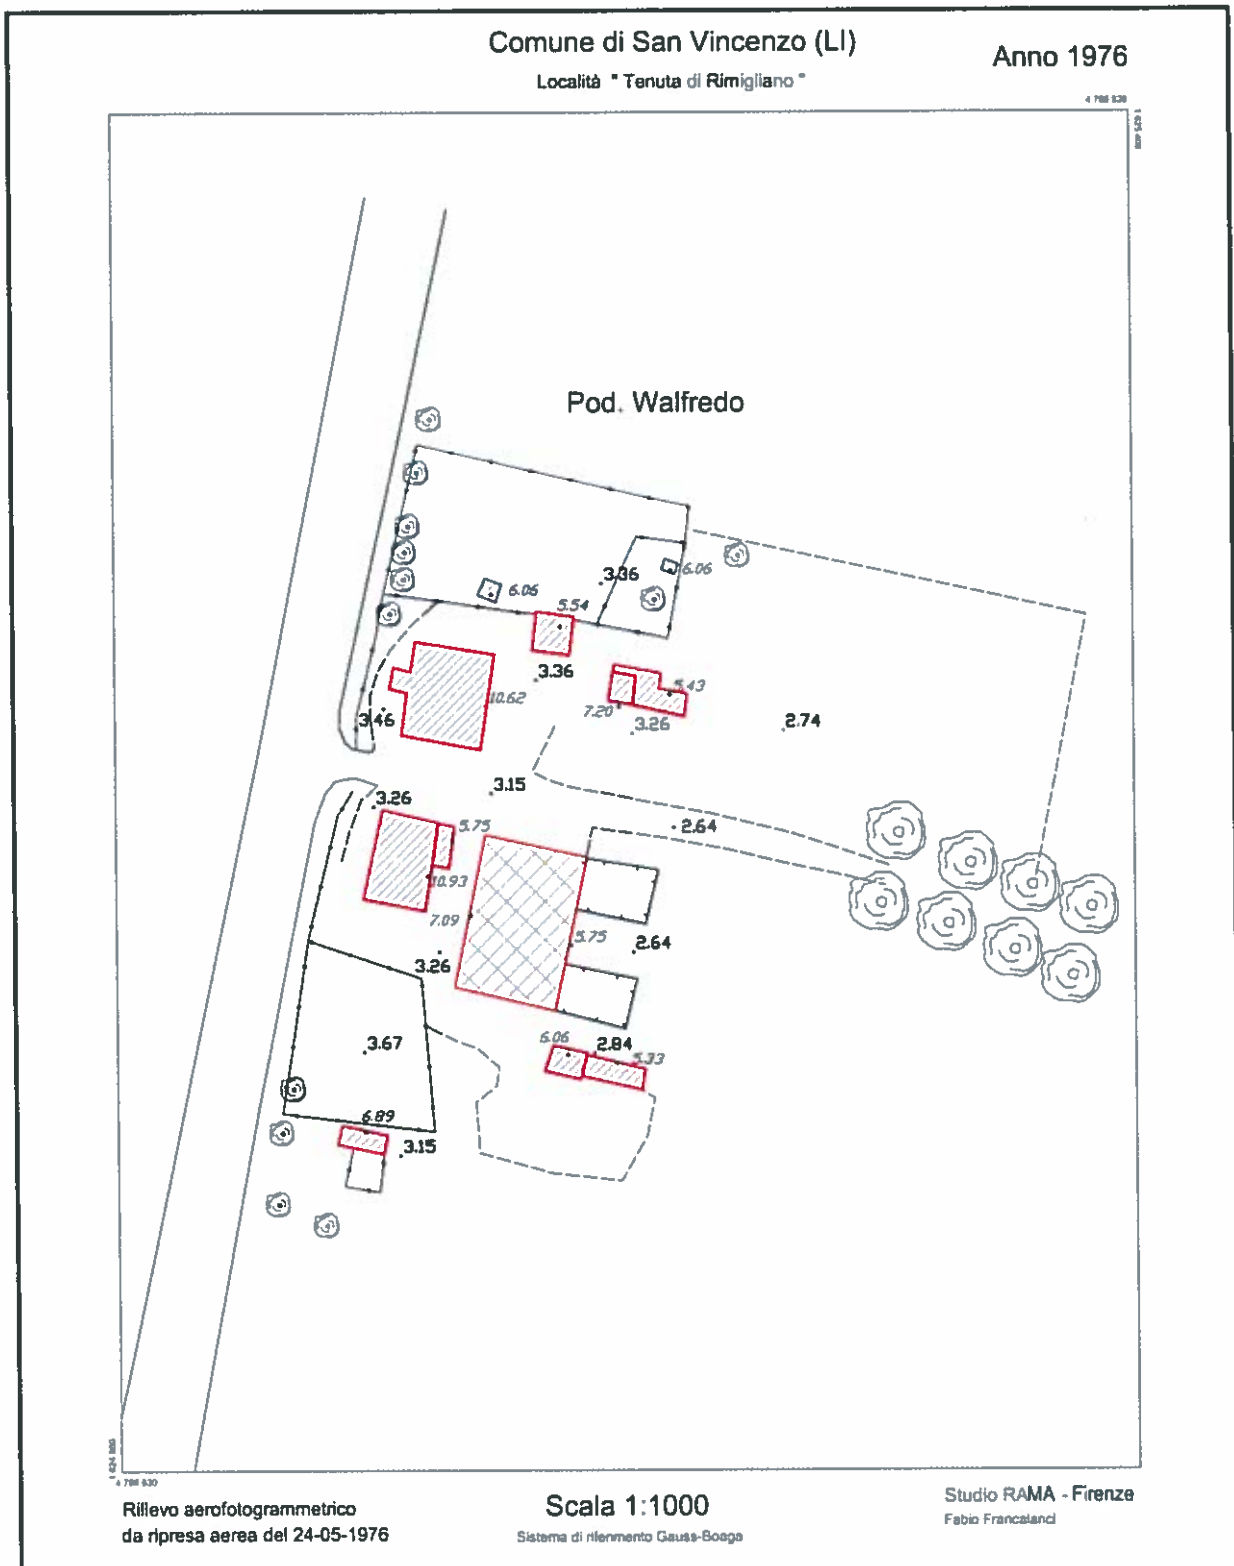 Comune di San Vincenzo (LI)
Anno 1976
Località " Tenuta di Rimigliano "
Pod. Walfredo
6.06
3.36
6.06
5.54
3.36
10.62
5.43
7.20
3.26
3.46
2.74
3.15
3.26
5.75
2.64
10.93
7.09
5.75
2.64
3.26
6.06
2.84
5.33
3.67
6.89
3.15
Rilievo aerofotogrammetrico
da ripresa aerea del 24-05-1976
Scala 1:1000
Sistema di riferimento Gauss-Boaga
Studio RAMA - Firenze
Fabio Francalanci